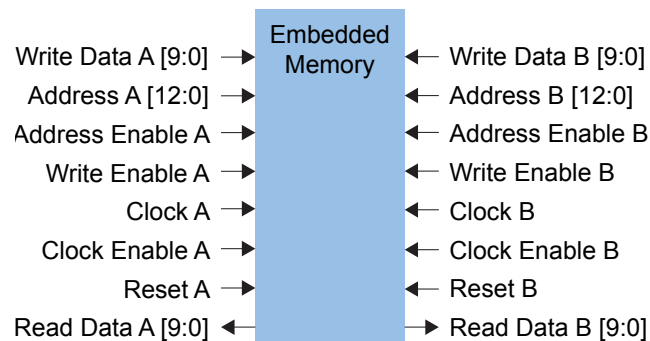 Embedded
Memory
Write Data A [9:0]
Address A [12:0]
Address Enable A
Write Enable A
Clock A
Clock Enable A
Reset A
Read Data A [9:0]
Write Data B [9:0]
Address B [12:0]
Address Enable B
Write Enable B
Clock B
Clock Enable B
Reset B
Read Data B [9:0]